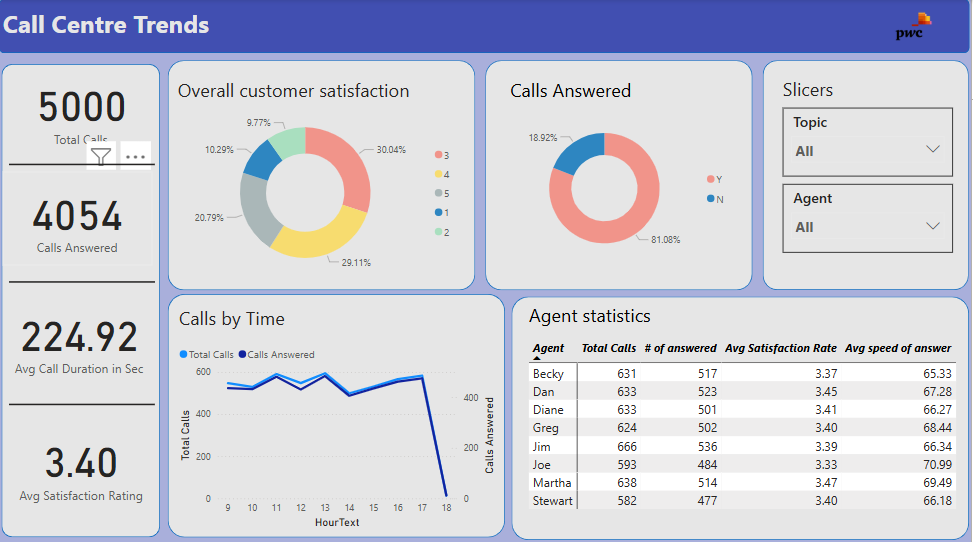 Call Centre Trends
pwc
5000
Total Calls
4054
Calls Answered
224.92
Avg Call Duration in Sec
3.40
Avg Satisfaction Rating
Overall customer satisfaction
9.77%
10.29%
20.79%
30.04%
29.11%
3
4
5
1
2
Calls Answered
18.92%
81.08%
Y
N
Slicers
Topic
All
Agent
All
Calls by Time
Total Calls Calls Answered
600
400
200
0
Total Calls
400
200
0
Calls Answered
9 10 11 12 13 14 15 16 17 18
HourText
Agent statistics
Agent Total Calls # of answered Avg Satisfaction Rate Avg speed of answer
Becky 631 517 3.37 65.33
Dan 633 523 3.45 67.28
Diane 633 501 3.41 66.27
Greg 624 502 3.40 68.44
Jim 666 536 3.39 66.34
Joe 593 484 3.33 70.99
Martha 638 514 3.47 69.49
Stewart 582 477 3.40 66.18